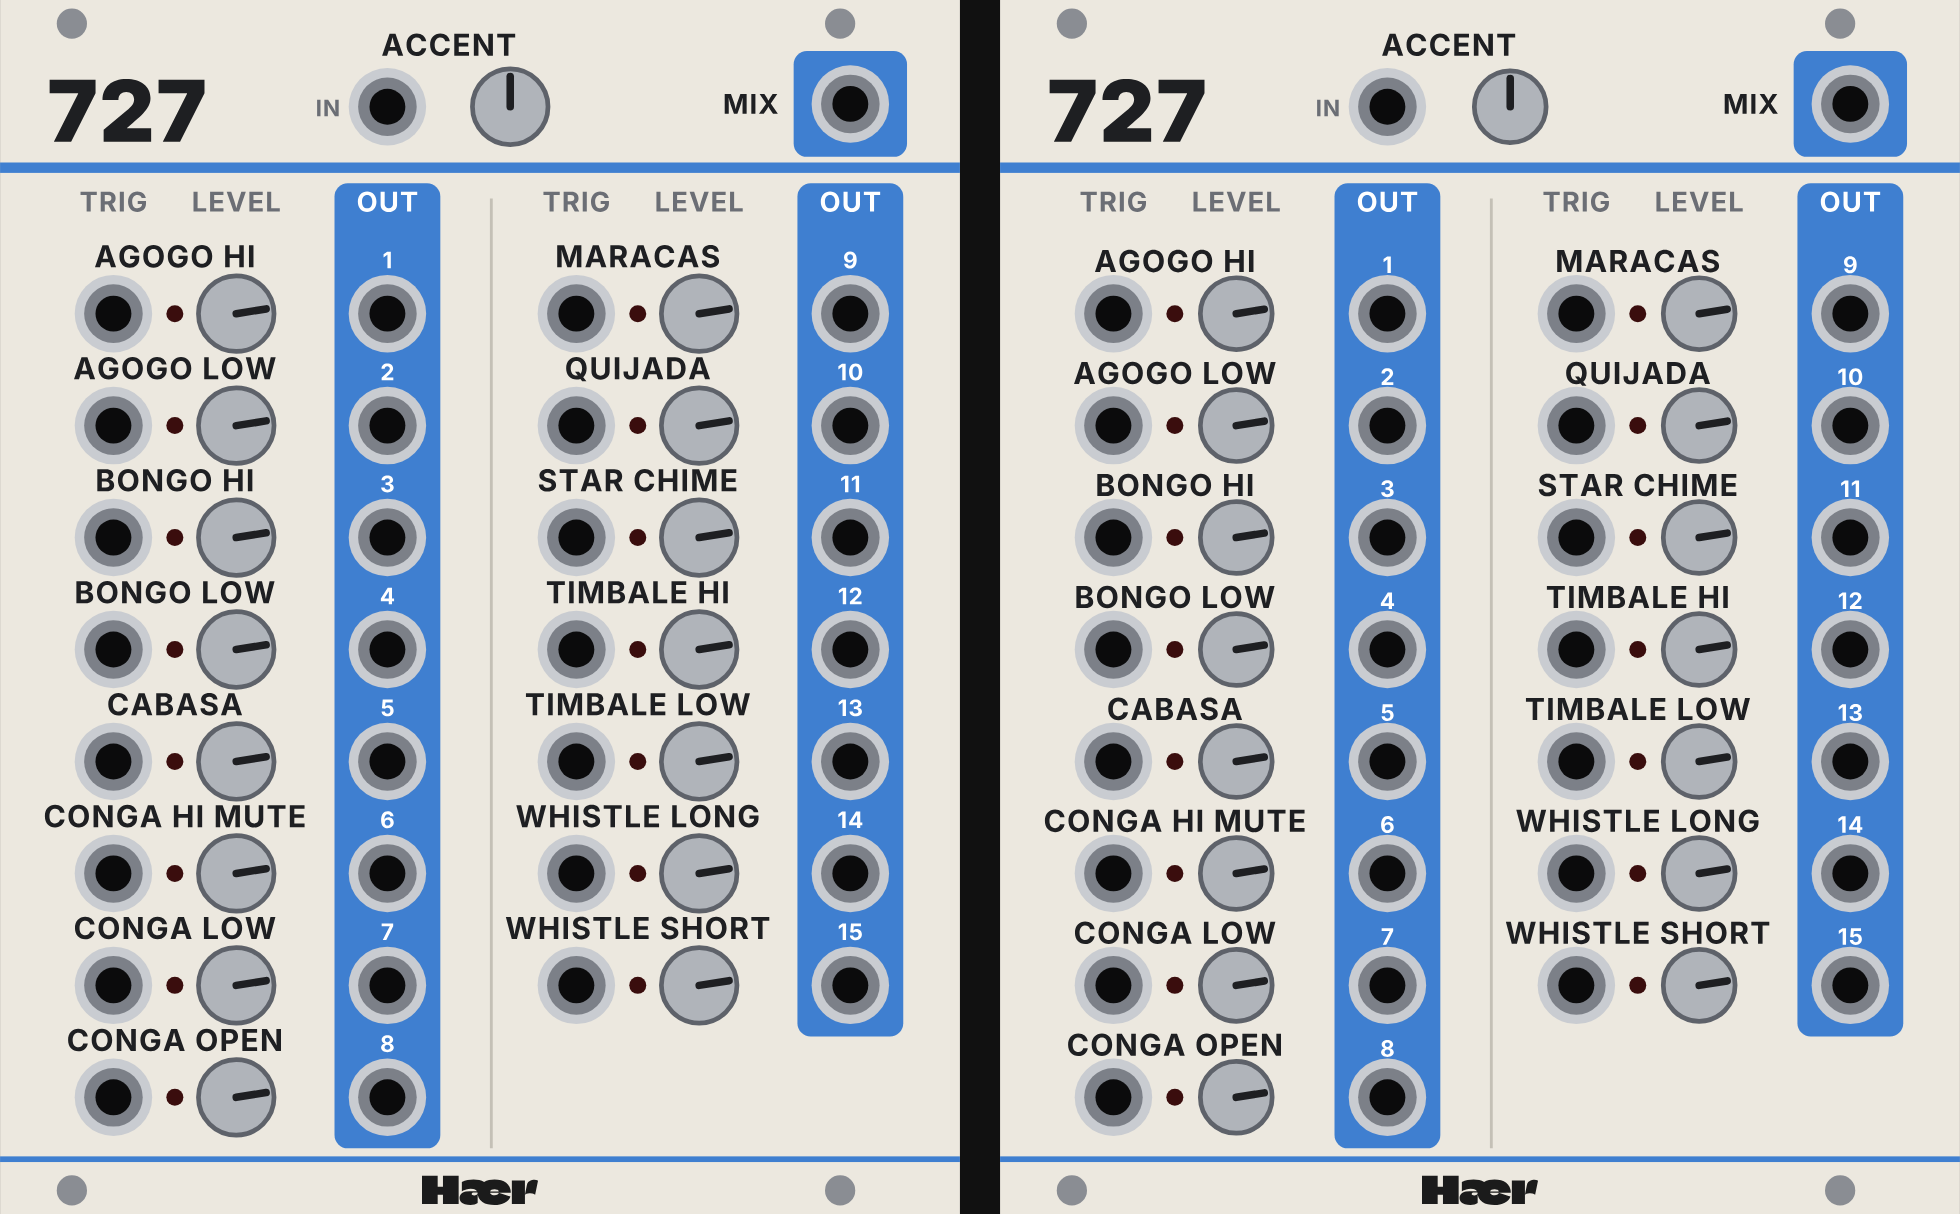 ACCENT
727
IN
MIX
TRIG LEVEL OUT TRIG LEVEL OUT
AGOGO HI 1 MARACAS 9
AGOGO LOW 2 QUIJADA 10
BONGO HI 3 STAR CHIME 11
BONGO LOW 4 TIMBALE HI 12
CABASA 5 TIMBALE LOW 13
CONGA HI MUTE 6 WHISTLE LONG 14
CONGA LOW 7 WHISTLE SHORT 15
CONGA OPEN 8
Hær
ACCENT
727
IN
MIX
TRIG LEVEL OUT TRIG LEVEL OUT
AGOGO HI 1 MARACAS 9
AGOGO LOW 2 QUIJADA 10
BONGO HI 3 STAR CHIME 11
BONGO LOW 4 TIMBALE HI 12
CABASA 5 TIMBALE LOW 13
CONGA HI MUTE 6 WHISTLE LONG 14
CONGA LOW 7 WHISTLE SHORT 15
CONGA OPEN 8
Hær